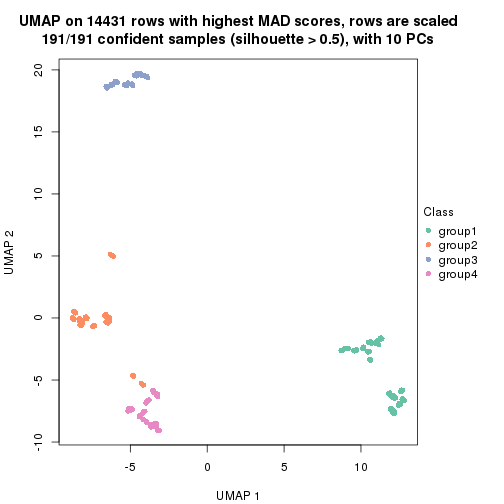 UMAP on 14431 rows with highest MAD scores, rows are scaled
191/191 confident samples (silhouette > 0.5), with 10 PCs
20
15
10
5
0
-5
-10
UMAP 2
-5
0
5
10
UMAP 1
Class
group1
group2
group3
group4